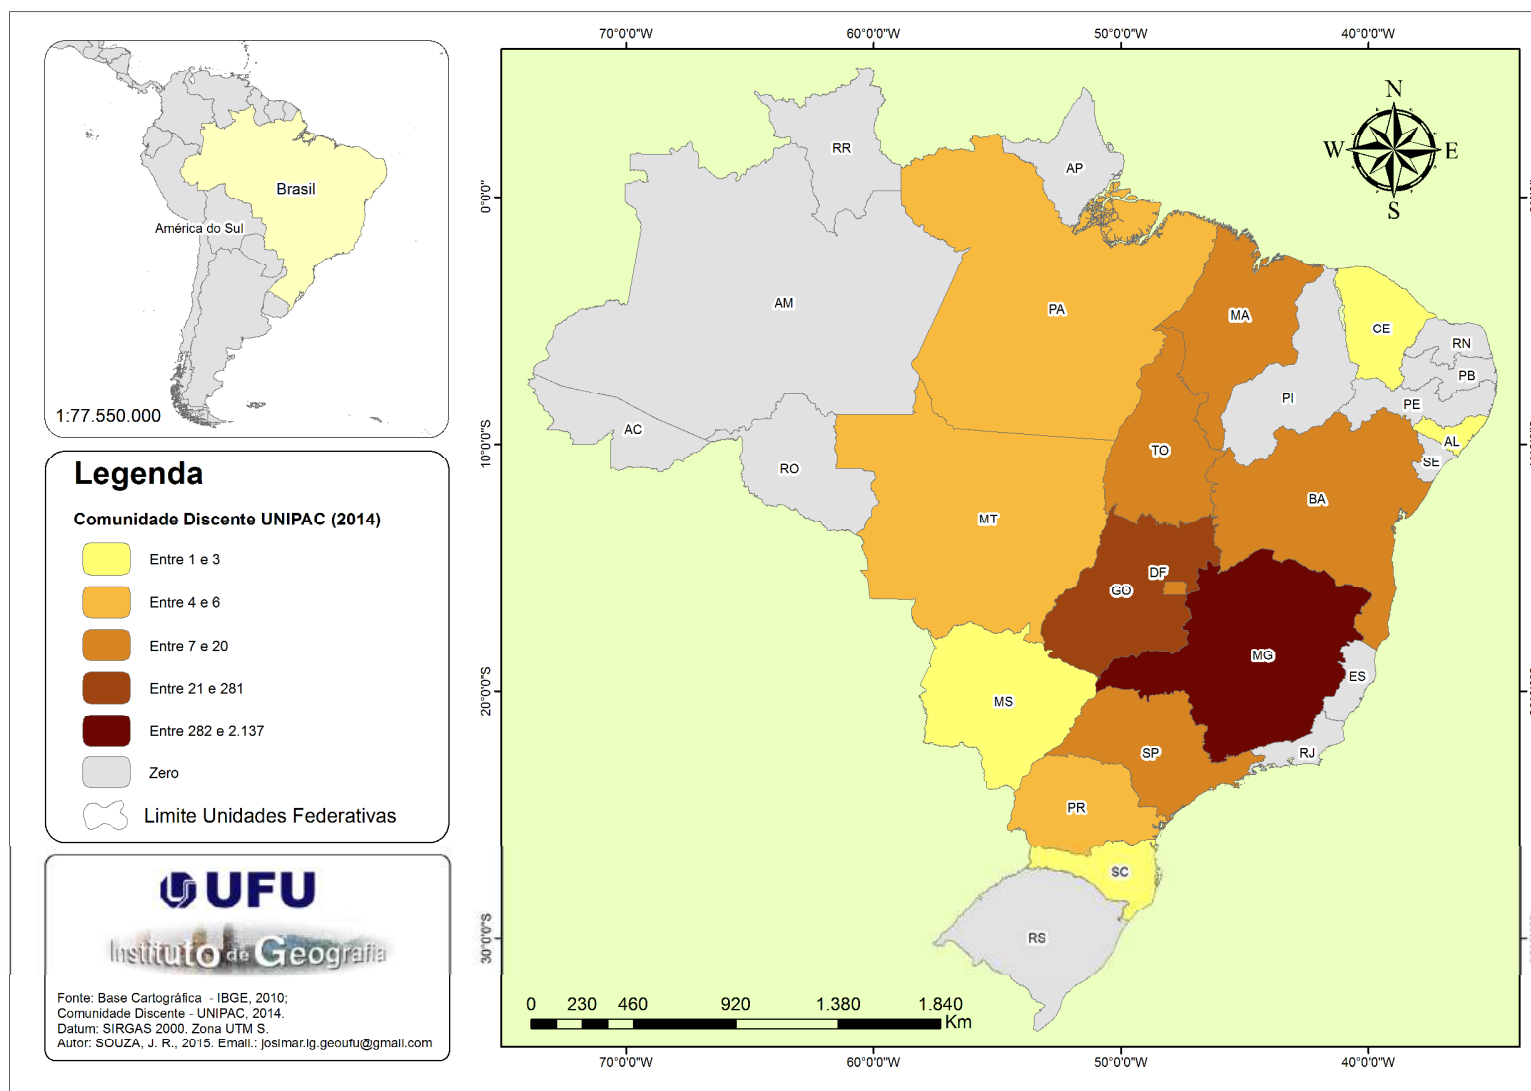 Brasil
América do Sul
1:77.550.000
Legenda
Comunidade Discente UNIPAC (2014)
Entre 1 e 3
Entre 4 e 6
Entre 7 e 20
Entre 21 e 281
Entre 282 e 2.137
Zero
Limite Unidades Federativas
UFU
Instituto de Geografia
Fonte: Base Cartográfica - IBGE, 2010;
Comunidade Discente - UNIPAC, 2014.
Datum: SIRGAS 2000. Zona UTM S.
Autor: SOUZA, J. R., 2015. Email.: josimar.ig.geoufu@gmail.com
70°0'0"W 60°0'0"W 50°0'0"W 40°0'0"W
N
W E
S
0°0'0"
10°0'0"S
20°0'0"S
30°0'0"S
RR
AP
AM
PA
MA
CE
RN
PB
PI
PE
AC
AL
TO
SE
RO
BA
MT
DF
GO
MG
ES
MS
SP
RJ
PR
SC
RS
0 230 460 920 1.380 1.840
Km
70°0'0"W 60°0'0"W 50°0'0"W 40°0'0"W